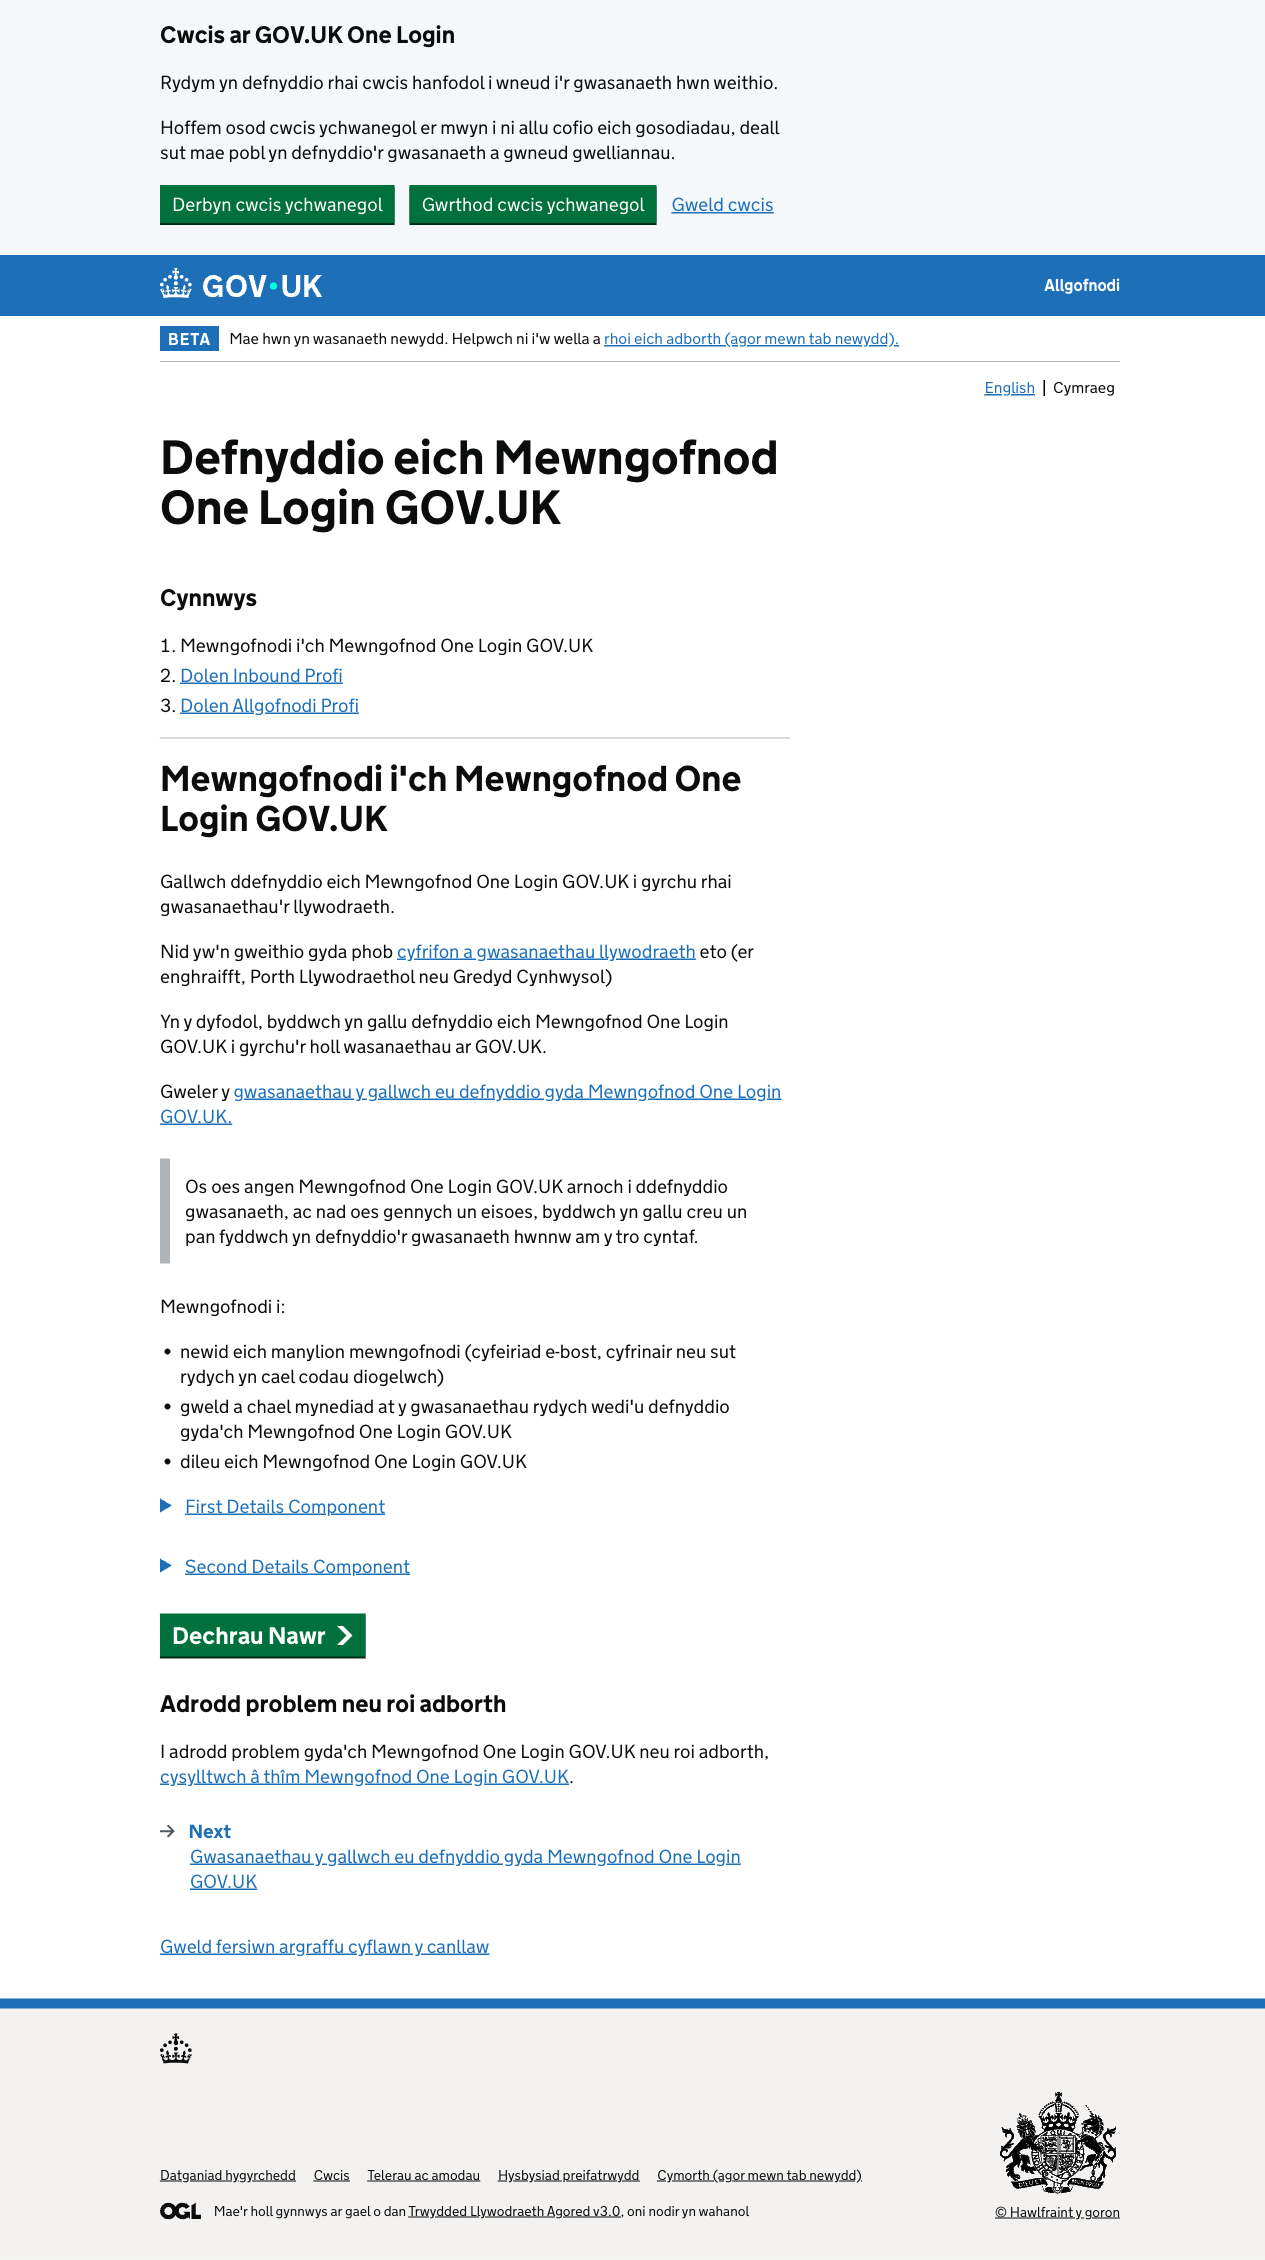 Cwcis ar GOV.UK One Login
Rydym yn defnyddio rhai cwcis hanfodol i wneud i'r gwasanaeth hwn weithio.
Hoffem osod cwcis ychwanegol er mwyn i ni allu cofio eich gosodiadau, deall
sut mae pobl yn defnyddio'r gwasanaeth a gwneud gwelliannau.
Derbyn cwcis ychwanegol Gwrthod cwcis ychwanegol Gweld cwcis
GOV·UK Allgofnodi
BETA Mae hwn yn wasanaeth newydd. Helpwch ni i'w wella a rhoi eich adborth (agor mewn tab newydd).
English | Cymraeg
Defnyddio eich Mewngofnod
One Login GOV.UK
Cynnwys
1. Mewngofnodi i'ch Mewngofnod One Login GOV.UK
2. Dolen Inbound Profi
3. Dolen Allgofnodi Profi
Mewngofnodi i'ch Mewngofnod One
Login GOV.UK
Gallwch ddefnyddio eich Mewngofnod One Login GOV.UK i gyrchu rhai
gwasanaethau'r llywodraeth.
Nid yw'n gweithio gyda phob cyfrifon a gwasanaethau llywodraeth eto (er
enghraifft, Porth Llywodraethol neu Gredyd Cynhwysol)
Yn y dyfodol, byddwch yn gallu defnyddio eich Mewngofnod One Login
GOV.UK i gyrchu'r holl wasanaethau ar GOV.UK.
Gweler y gwasanaethau y gallwch eu defnyddio gyda Mewngofnod One Login
GOV.UK.
Os oes angen Mewngofnod One Login GOV.UK arnoch i ddefnyddio
gwasanaeth, ac nad oes gennych un eisoes, byddwch yn gallu creu un
pan fyddwch yn defnyddio'r gwasanaeth hwnnw am y tro cyntaf.
Mewngofnodi i:
• newid eich manylion mewngofnodi (cyfeiriad e-bost, cyfrinair neu sut
rydych yn cael codau diogelwch)
• gweld a chael mynediad at y gwasanaethau rydych wedi'u defnyddio
gyda'ch Mewngofnod One Login GOV.UK
• dileu eich Mewngofnod One Login GOV.UK
First Details Component
Second Details Component
Dechrau Nawr
Adrodd problem neu roi adborth
I adrodd problem gyda'ch Mewngofnod One Login GOV.UK neu roi adborth,
cysylltwch â thîm Mewngofnod One Login GOV.UK.
Next
Gwasanaethau y gallwch eu defnyddio gyda Mewngofnod One Login
GOV.UK
Gweld fersiwn argraffu cyflawn y canllaw
Datganiad hygyrchedd Cwcis Telerau ac amodau Hysbysiad preifatrwydd Cymorth (agor mewn tab newydd)
OGL Mae'r holl gynnwys ar gael o dan Trwydded Llywodraeth Agored v3.0, oni nodir yn wahanol
© Hawlfraint y goron